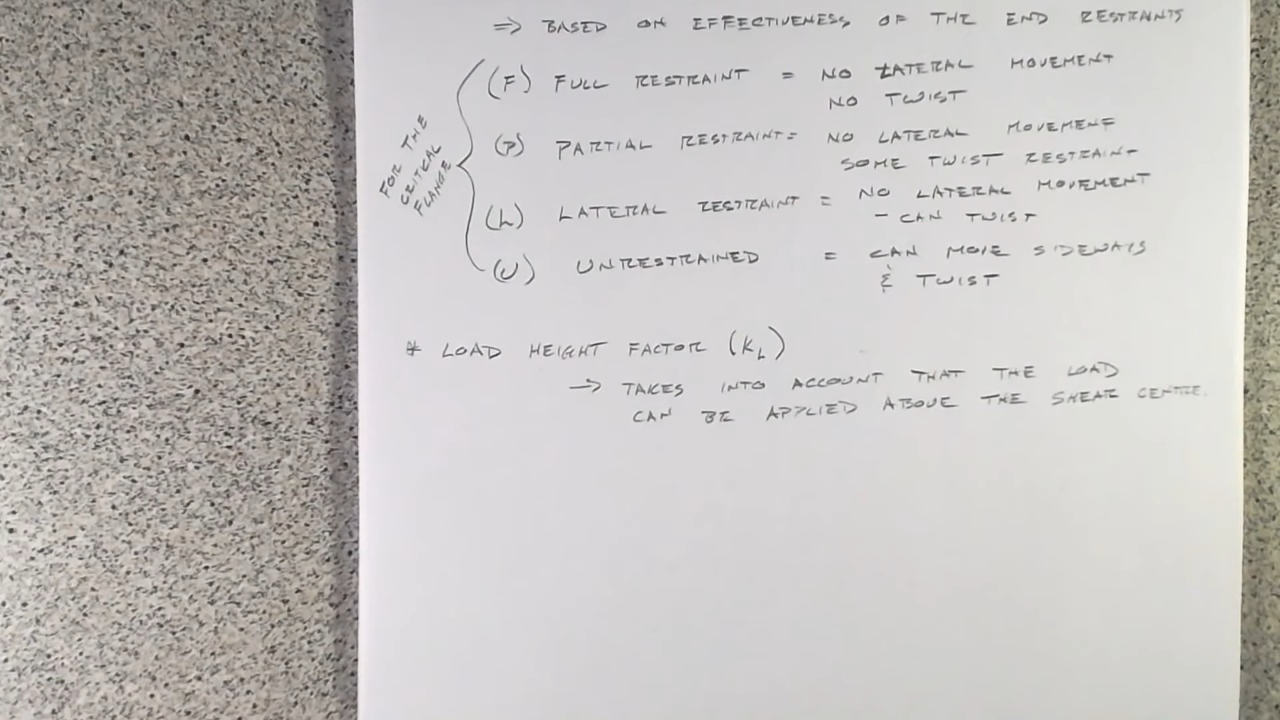 ⇒ BASED ON EFFECTIVENESS OF THE END RESTRAINTS
(F) FULL RESTRAINT = NO LATERAL MOVEMENT
NO TWIST
(P) PARTIAL RESTRAINT = NO LATERAL MOVEMENT
SOME TWIST RESTRAINT
(L) LATERAL RESTRAINT = NO LATERAL MOVEMENT
- CAN TWIST
(U) UNRESTRAINED = CAN MOVE SIDEWAYS
& TWIST
FOR THE
CRITICAL
FLANGE
* LOAD HEIGHT FACTOR (KL)
→ TAKES INTO ACCOUNT THAT THE LOAD
CAN BE APPLIED ABOVE THE SHEAR CENTRE.